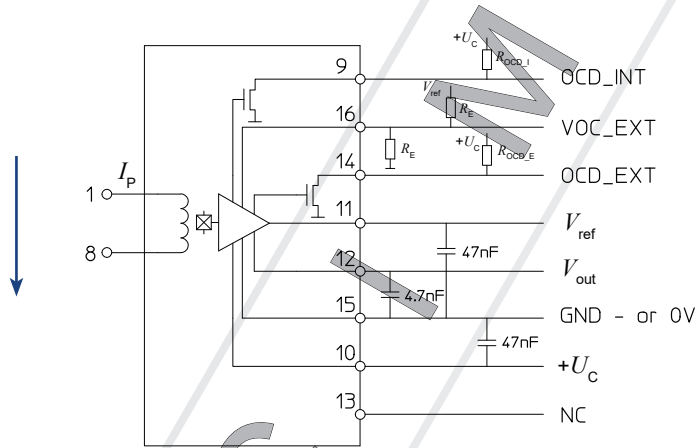 +U_C
R_OCD_I
9
OCD_INT
V_ref
R_E
16
VOC_EXT
R_E
+U_C
R_OCD_E
14
OCD_EXT
I_P
1
11
V_ref
8
47nF
12
V_out
4.7nF
15
GND - or 0V
47nF
10
+U_C
13
NC